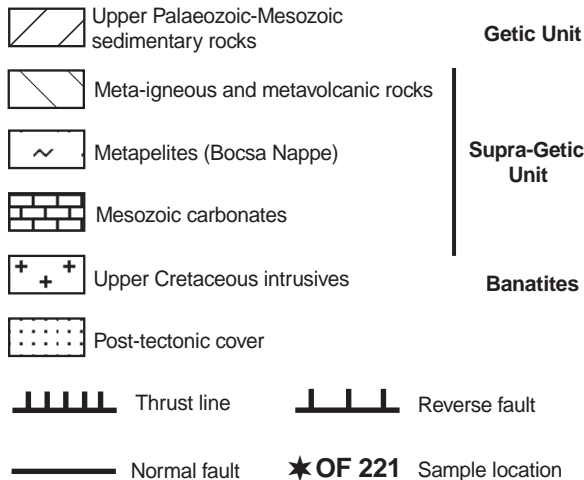 Upper Palaeozoic-Mesozoic
sedimentary rocks
Getic Unit
Meta-igneous and metavolcanic rocks
Metapelites (Bocsa Nappe)
Supra-Getic
Unit
Mesozoic carbonates
Upper Cretaceous intrusives
Banatites
Post-tectonic cover
Thrust line
Reverse fault
Normal fault
OF 221 Sample location